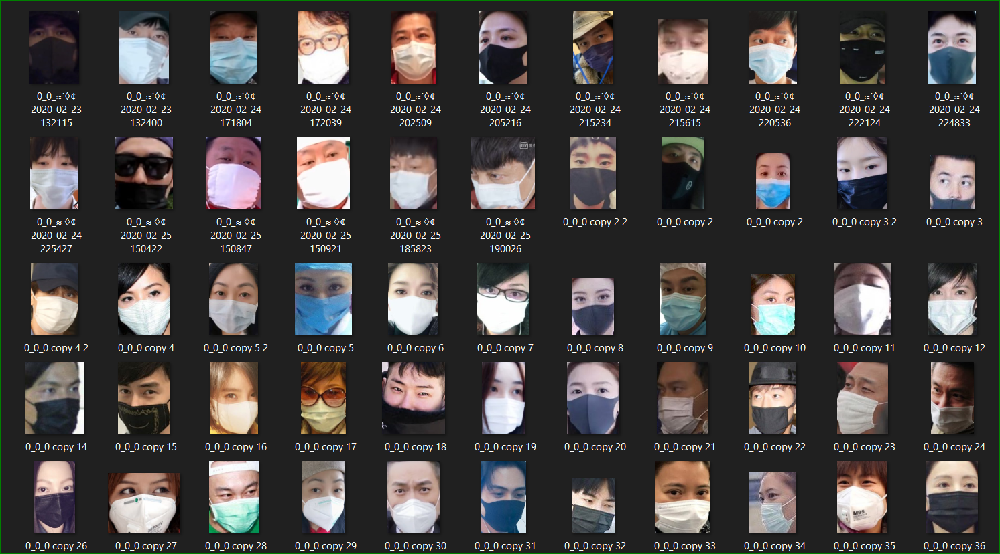 0_0_≈˙◊¢
2020-02-23
132115
0_0_≈˙◊¢
2020-02-23
132400
0_0_≈˙◊¢
2020-02-24
171804
0_0_≈˙◊¢
2020-02-24
172039
0_0_≈˙◊¢
2020-02-24
202509
0_0_≈˙◊¢
2020-02-24
205216
0_0_≈˙◊¢
2020-02-24
215234
0_0_≈˙◊¢
2020-02-24
215615
0_0_≈˙◊¢
2020-02-24
220536
0_0_≈˙◊¢
2020-02-24
222124
0_0_≈˙◊¢
2020-02-24
224833
0_0_≈˙◊¢
2020-02-24
225427
0_0_≈˙◊¢
2020-02-25
150422
0_0_≈˙◊¢
2020-02-25
150847
0_0_≈˙◊¢
2020-02-25
150921
0_0_≈˙◊¢
2020-02-25
185823
0_0_≈˙◊¢
2020-02-25
190026
0_0_0 copy 2 2
0_0_0 copy 2
0_0_0 copy 2
0_0_0 copy 3 2
0_0_0 copy 3
0_0_0 copy 4 2
0_0_0 copy 4
0_0_0 copy 5 2
0_0_0 copy 5
0_0_0 copy 6
0_0_0 copy 7
0_0_0 copy 8
0_0_0 copy 9
0_0_0 copy 10
0_0_0 copy 11
0_0_0 copy 12
0_0_0 copy 14
0_0_0 copy 15
0_0_0 copy 16
0_0_0 copy 17
0_0_0 copy 18
0_0_0 copy 19
0_0_0 copy 20
0_0_0 copy 21
0_0_0 copy 22
0_0_0 copy 23
0_0_0 copy 24
M95
0_0_0 copy 26
0_0_0 copy 27
0_0_0 copy 28
0_0_0 copy 29
0_0_0 copy 30
0_0_0 copy 31
0_0_0 copy 32
0_0_0 copy 33
0_0_0 copy 34
0_0_0 copy 35
0_0_0 copy 36